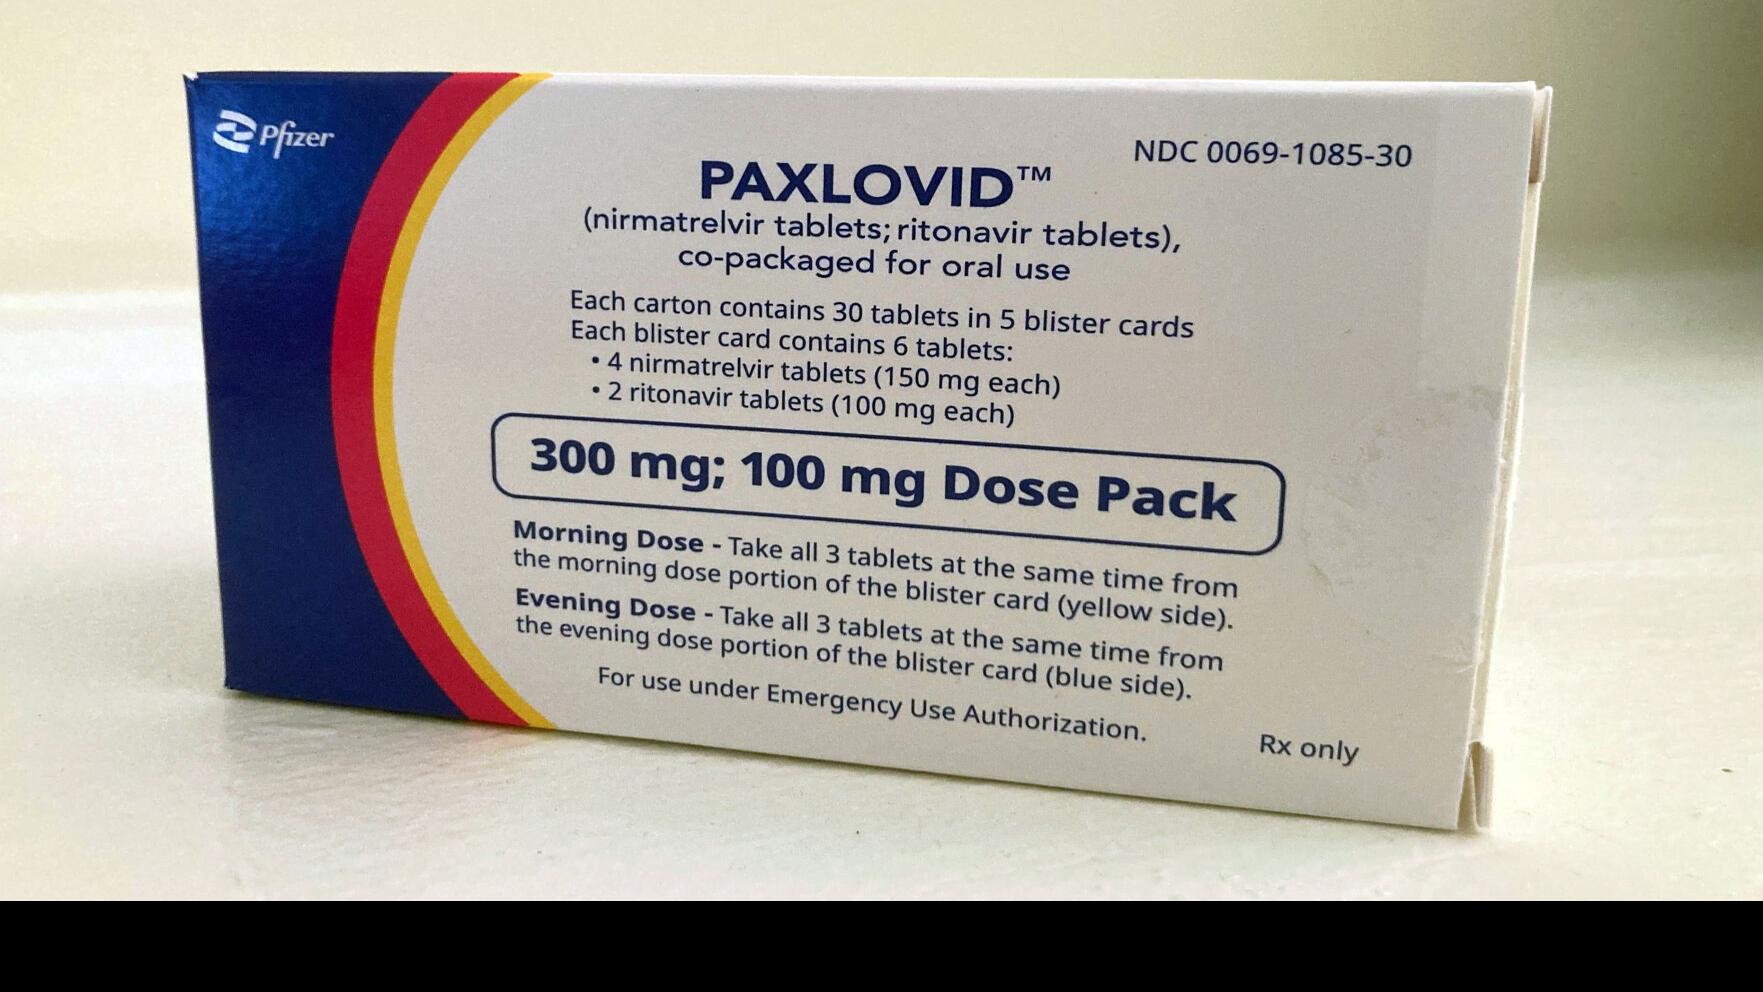 Pfizer
NDC 0069-1085-30
PAXLOVID™
(nirmatrelvir tablets; ritonavir tablets),
co-packaged for oral use
Each carton contains 30 tablets in 5 blister cards
Each blister card contains 6 tablets:
• 4 nirmatrelvir tablets (150 mg each)
• 2 ritonavir tablets (100 mg each)
300 mg; 100 mg Dose Pack
Morning Dose - Take all 3 tablets at the same time from
the morning dose portion of the blister card (yellow side).
Evening Dose - Take all 3 tablets at the same time from
the evening dose portion of the blister card (blue side).
For use under Emergency Use Authorization.
Rx only